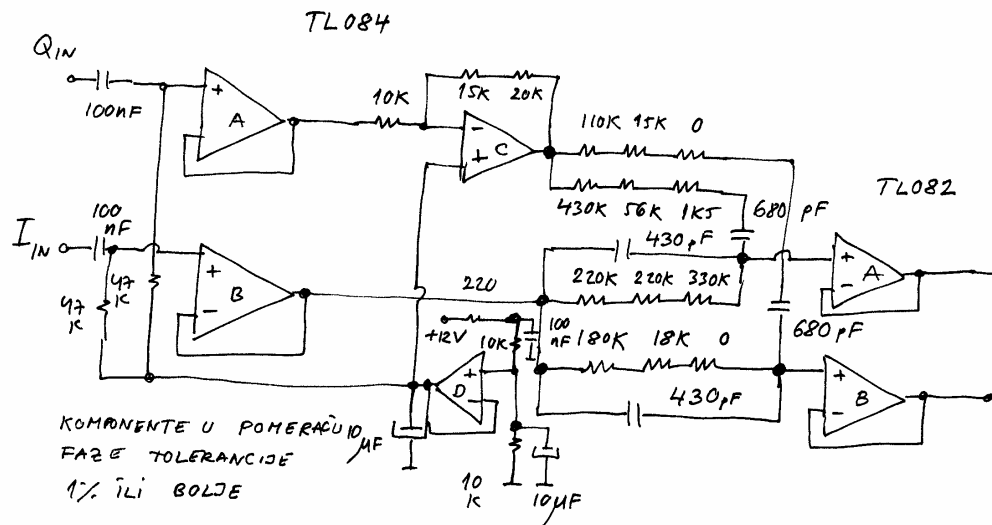 TL084
Q IN
100nF
A
10K
15K 20K
C
110K 15K 0
430K 56K 1K5
680 pF
TL082
I IN
100 nF
47 K
47 K
B
430pF
220K 220K 330K
A
220
+12V
10K
100 nF
D
180K 18K 0
430pF
680 pF
B
10 µF
10 K
10µF
KOMPONENTE U POMERAČU
FAZE TOLERANCIJE
1% ILI BOLJE